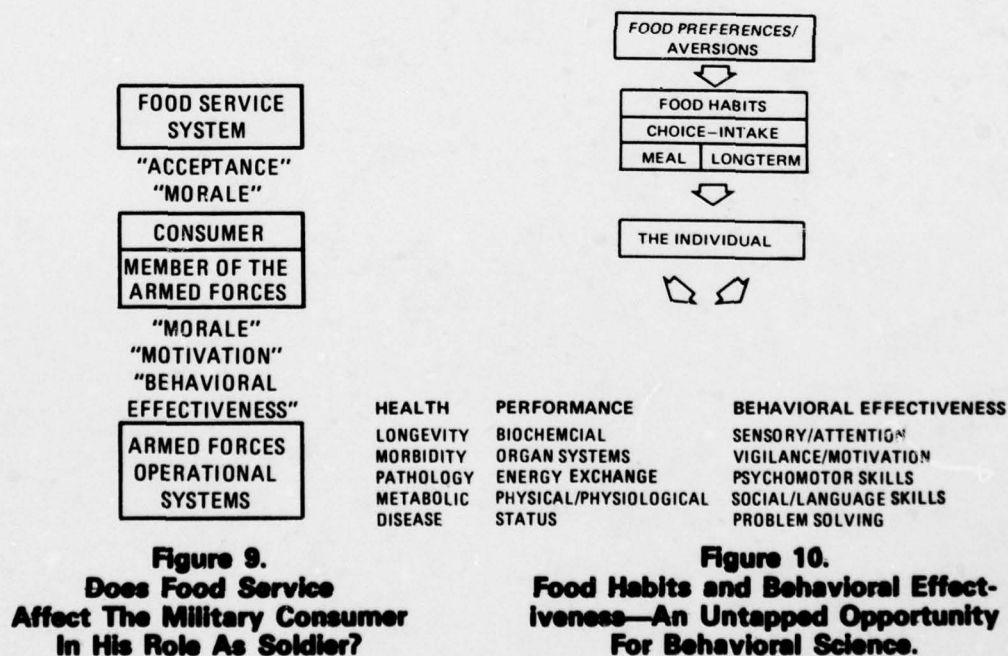 FOOD SERVICE
SYSTEM
"ACCEPTANCE"
"MORALE"
CONSUMER
MEMBER OF THE
ARMED FORCES
"MORALE"
"MOTIVATION"
"BEHAVIORAL
EFFECTIVENESS"
ARMED FORCES
OPERATIONAL
SYSTEMS
Figure 9.
Does Food Service
Affect The Military Consumer
In His Role As Soldier?
FOOD PREFERENCES/
AVERSIONS
FOOD HABITS
CHOICE-INTAKE
MEAL LONGTERM
THE INDIVIDUAL
HEALTH PERFORMANCE BEHAVIORAL EFFECTIVENESS
LONGEVITY BIOCHEMCIAL SENSORY/ATTENTION
MORBIDITY ORGAN SYSTEMS VIGILANCE/MOTIVATION
PATHOLOGY ENERGY EXCHANGE PSYCHOMOTOR SKILLS
METABOLIC PHYSICAL/PHYSIOLOGICAL SOCIAL/LANGUAGE SKILLS
DISEASE STATUS PROBLEM SOLVING
Figure 10.
Food Habits and Behavioral Effect-
iveness—An Untapped Opportunity
For Behavioral Science.